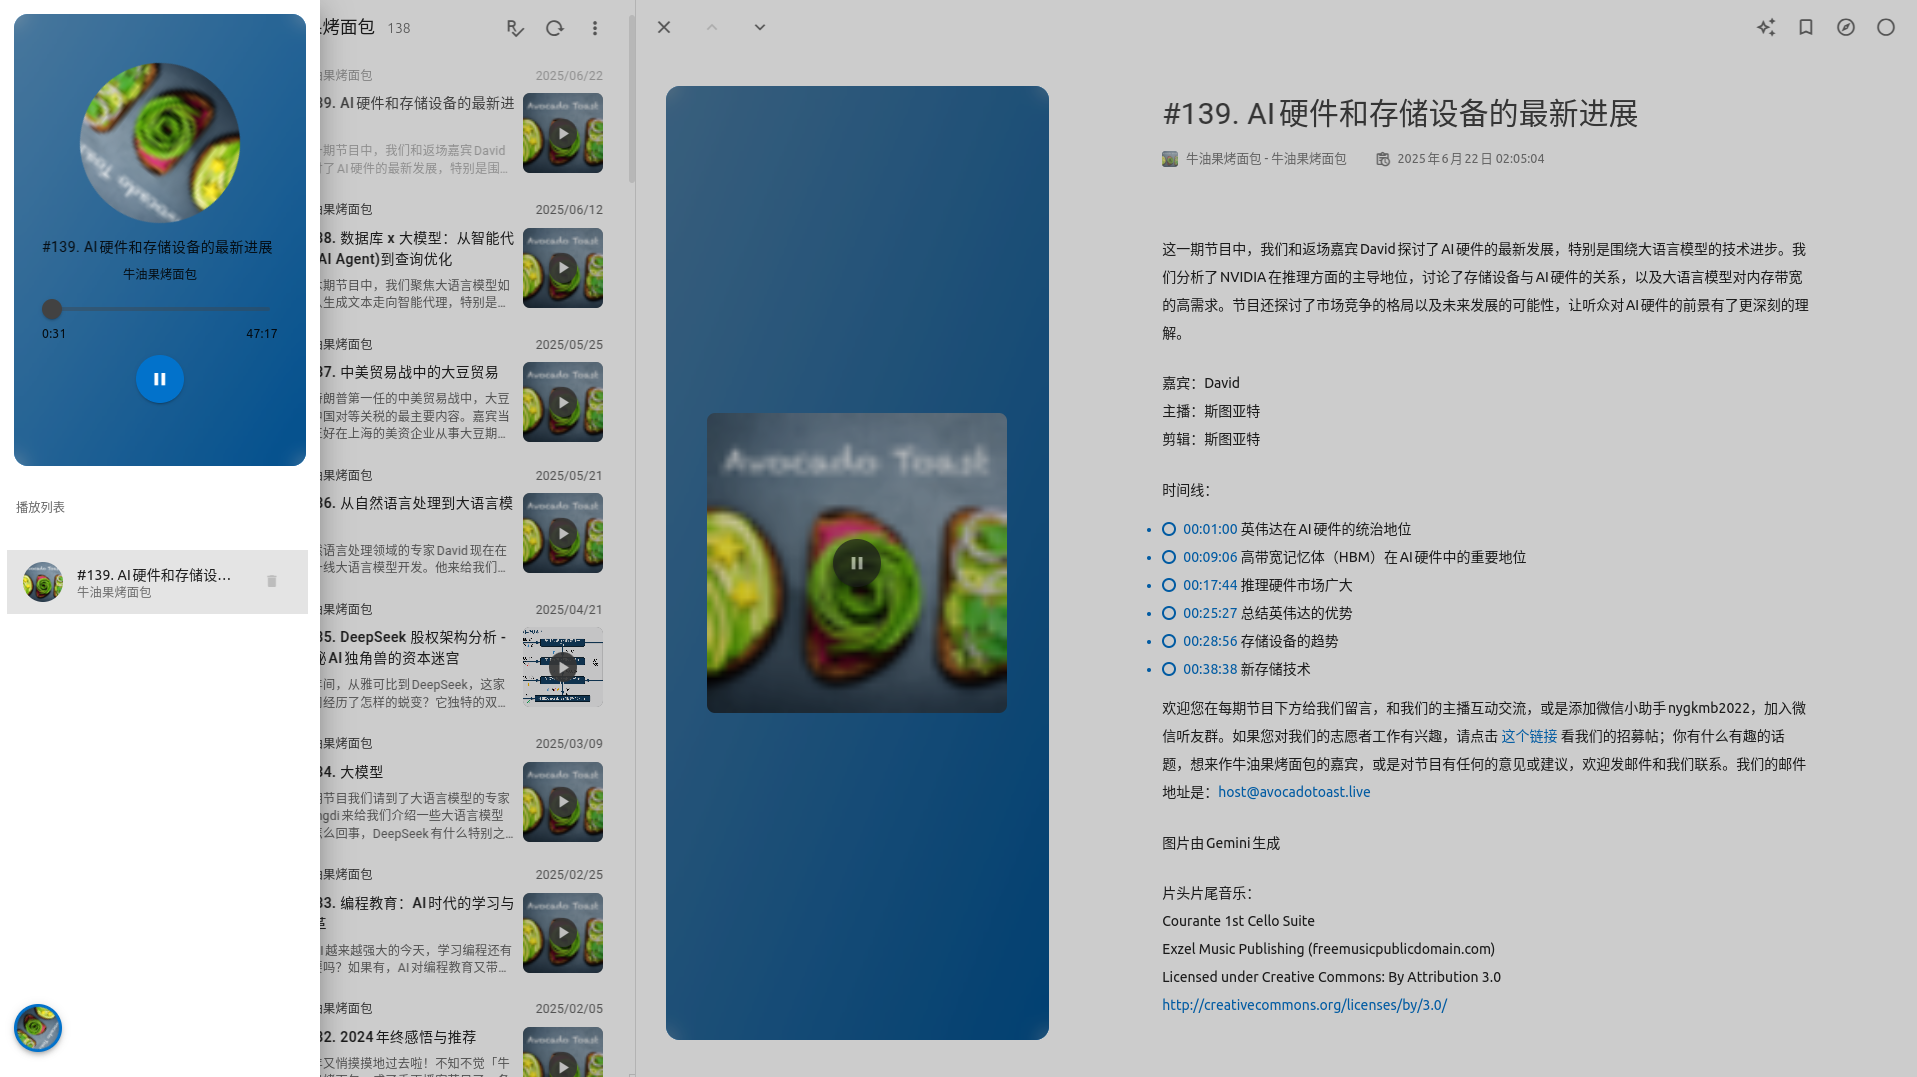 #139. AI硬件和存储设备的最新进展
牛油果烤面包
0:31
47:17
播放列表
#139. AI硬件和存储设…
牛油果烤面包
烤面包
138
果烤面包
2025/06/22
39. AI硬件和存储设备的最新进
期节目中，我们和返场嘉宾David
了AI硬件的最新发展，特别是围…
果烤面包
2025/06/12
38. 数据库 x 大模型：从智能代
AI Agent)到查询优化
期节目中，我们聚焦大语言模型如
生成文本走向智能代理，特别是…
果烤面包
2025/05/25
37. 中美贸易战中的大豆贸易
朗普第一任的中美贸易战中，大豆
国对等关税的最主要内容。嘉宾当
好在上海的美资企业从事大豆期…
果烤面包
2025/05/21
36. 从自然语言处理到大语言模
语言处理领域的专家David现在在
线大语言模型开发。他来给我们…
果烤面包
2025/04/21
35. DeepSeek 股权架构分析 -
AI独角兽的资本迷宫
间，从雅可比到DeepSeek，这家
经历了怎样的蜕变？它独特的双…
果烤面包
2025/03/09
34. 大模型
节目我们请到了大语言模型的专家
gdi来给我们介绍一些大语言模型
么回事，DeepSeek有什么特别之…
果烤面包
2025/02/25
33. 编程教育：AI时代的学习与
越来越强大的今天，学习编程还有
吗？如果有，AI对编程教育又带…
果烤面包
2025/02/05
32. 2024年终感悟与推荐
又悄摸摸地过去啦！不知不觉「牛
Avocado Toast
#139. AI硬件和存储设备的最新进展
牛油果烤面包 - 牛油果烤面包
2025年6月22日 02:05:04
这一期节目中，我们和返场嘉宾David探讨了AI硬件的最新发展，特别是围绕大语言模型的技术进步。我
们分析了NVIDIA在推理方面的主导地位，讨论了存储设备与AI硬件的关系，以及大语言模型对内存带宽
的高需求。节目还探讨了市场竞争的格局以及未来发展的可能性，让听众对AI硬件的前景有了更深刻的理
解。
嘉宾：David
主播：斯图亚特
剪辑：斯图亚特
时间线：
00:01:00 英伟达在AI硬件的统治地位
00:09:06 高带宽记忆体（HBM）在AI硬件中的重要地位
00:17:44 推理硬件市场广大
00:25:27 总结英伟达的优势
00:28:56 存储设备的趋势
00:38:38 新存储技术
欢迎您在每期节目下方给我们留言，和我们的主播互动交流，或是添加微信小助手nygkmb2022，加入微
信听友群。如果您对我们的志愿者工作有兴趣，请点击 这个链接 看我们的招募帖；你有什么有趣的话
题，想来作牛油果烤面包的嘉宾，或是对节目有任何的意见或建议，欢迎发邮件和我们联系。我们的邮件
地址是：host@avocadotoast.live
图片由Gemini生成
片头片尾音乐：
Courante 1st Cello Suite
Exzel Music Publishing (freemusicpublicdomain.com)
Licensed under Creative Commons: By Attribution 3.0
http://creativecommons.org/licenses/by/3.0/